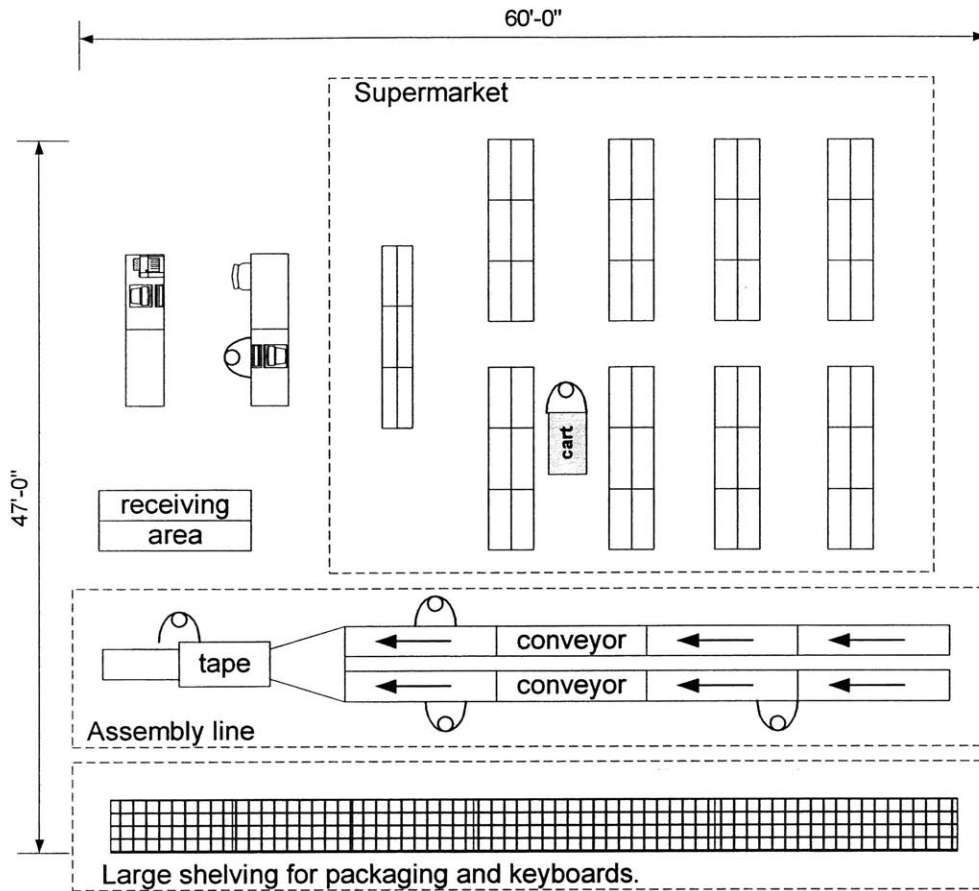 60'-0"
Supermarket
47'-0"
cart
receiving
area
conveyor
tape
conveyor
Assembly line
Large shelving for packaging and keyboards.